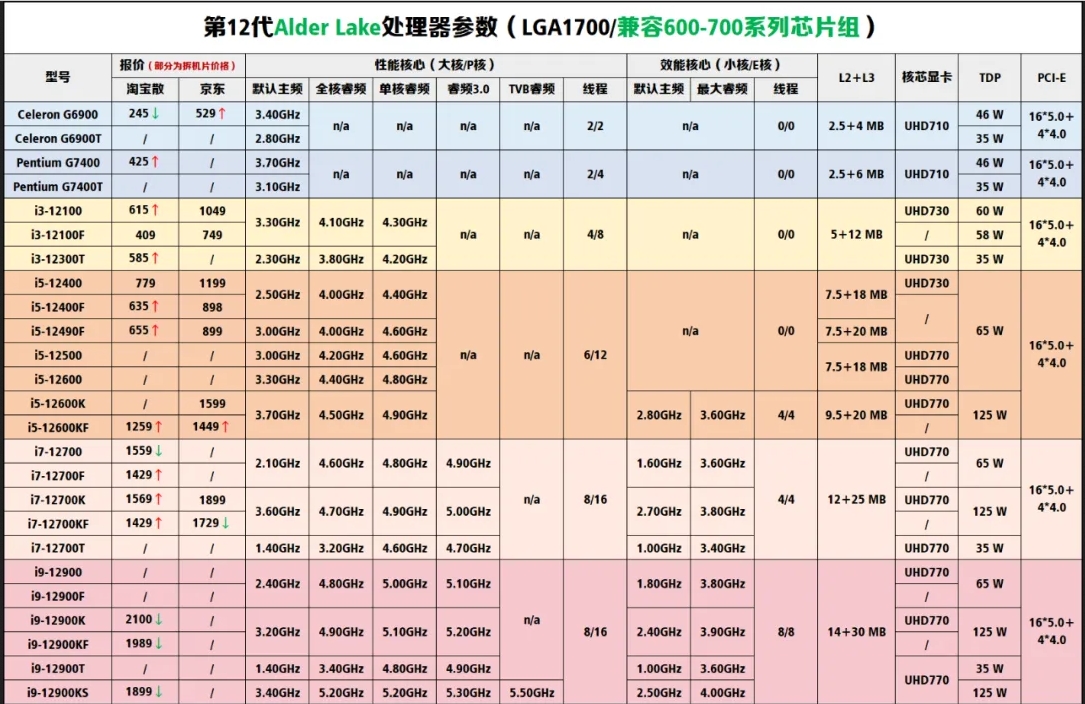 第12代Alder Lake处理器参数（LGA1700/兼容600-700系列芯片组）
型号 报价（部分为拆机片价格） 性能核心（大核/P核） 效能核心（小核/E核） L2+L3 核芯显卡 TDP PCI-E
淘宝散 京东 默认主频 全核睿频 单核睿频 睿频3.0 TVB睿频 线程 默认主频 最大睿频 线程
Celeron G6900 245↓ 529↑ 3.40GHz n/a n/a n/a n/a 2/2 n/a 0/0 2.5+4 MB UHD710 46 W 16*5.0+
Celeron G6900T / / 2.80GHz 35 W 4*4.0
Pentium G7400 425↑ / 3.70GHz n/a n/a n/a n/a 2/4 n/a 0/0 2.5+6 MB UHD710 46 W 16*5.0+
Pentium G7400T / / 3.10GHz 35 W 4*4.0
i3-12100 615↑ 1049 3.30GHz 4.10GHz 4.30GHz n/a n/a 4/8 n/a 0/0 5+12 MB UHD730 60 W 16*5.0+
i3-12100F 409 749 / 58 W 4*4.0
i3-12300T 585↑ / 2.30GHz 3.80GHz 4.20GHz UHD730 35 W
i5-12400 779 1199 2.50GHz 4.00GHz 4.40GHz n/a n/a 6/12 n/a 0/0 7.5+18 MB UHD730 65 W 16*5.0+
i5-12400F 635↑ 898 / 4*4.0
i5-12490F 655↑ 899 3.00GHz 4.00GHz 4.60GHz 7.5+20 MB
i5-12500 / / 3.00GHz 4.20GHz 4.60GHz 7.5+18 MB UHD770
i5-12600 / / 3.30GHz 4.40GHz 4.80GHz UHD770
i5-12600K / 1599 3.70GHz 4.50GHz 4.90GHz 2.80GHz 3.60GHz 4/4 9.5+20 MB UHD770 125 W
i5-12600KF 1259↑ 1449↑ /
i7-12700 1559↓ / 2.10GHz 4.60GHz 4.80GHz 4.90GHz n/a 8/16 1.60GHz 3.60GHz 4/4 12+25 MB UHD770 65 W 16*5.0+
i7-12700F 1429↑ / / 4*4.0
i7-12700K 1569↑ 1899 3.60GHz 4.70GHz 4.90GHz 5.00GHz 2.70GHz 3.80GHz UHD770 125 W
i7-12700KF 1429↑ 1729↓ /
i7-12700T / / 1.40GHz 3.20GHz 4.60GHz 4.70GHz 1.00GHz 3.40GHz UHD770 35 W
i9-12900 / / 2.40GHz 4.80GHz 5.00GHz 5.10GHz n/a 8/16 1.80GHz 3.80GHz 8/8 14+30 MB UHD770 65 W 16*5.0+
i9-12900F / / / 4*4.0
i9-12900K 2100↓ / 3.20GHz 4.90GHz 5.10GHz 5.20GHz 2.40GHz 3.90GHz UHD770 125 W
i9-12900KF 1989↓ / /
i9-12900T / / 1.40GHz 3.40GHz 4.80GHz 4.90GHz 1.00GHz 3.60GHz UHD770 35 W
i9-12900KS 1899↓ / 3.40GHz 5.20GHz 5.20GHz 5.30GHz 5.50GHz 2.50GHz 4.00GHz 125 W